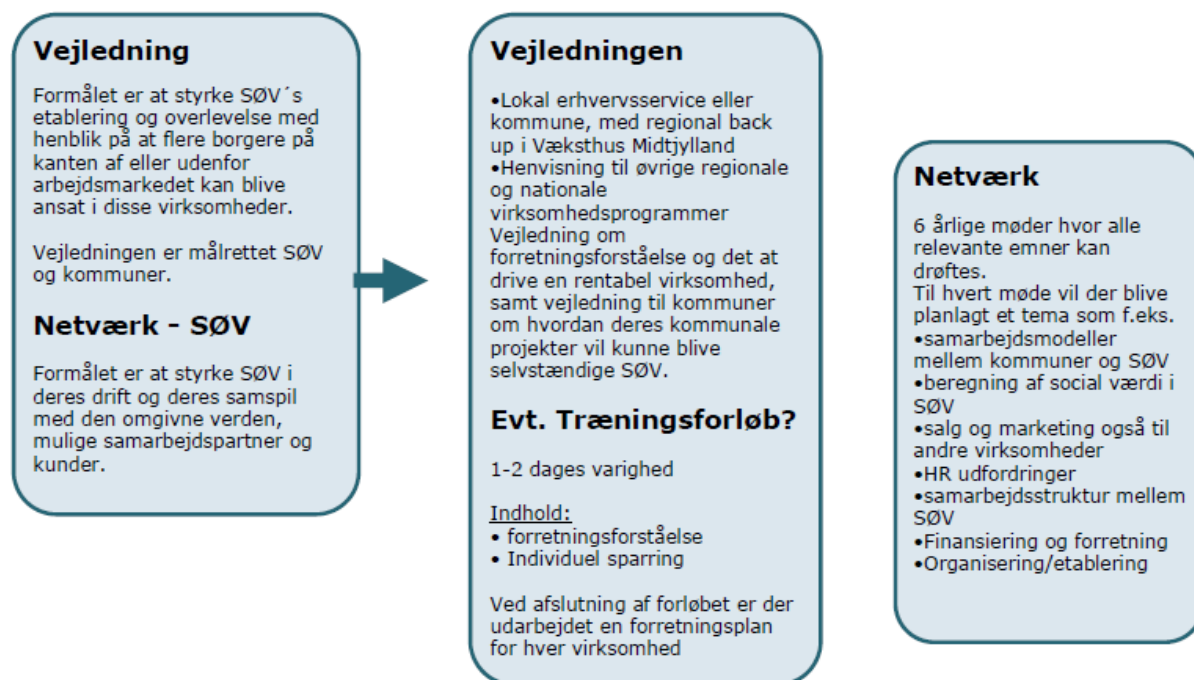 Vejledning
Formålet er at styrke SØV´s
etablering og overlevelse med
henblik på at flere borgere på
kanten af eller udenfor
arbejdsmarkedet kan blive
ansat i disse virksomheder.
Vejledningen er målrettet SØV
og kommuner.
Netværk - SØV
Formålet er at styrke SØV i
deres drift og deres samspil
med den omgivne verden,
mulige samarbejdspartner og
kunder.
Vejledningen
•Lokal erhvervsservice eller
kommune, med regional back
up i Væksthus Midtjylland
•Henvisning til øvrige regionale
og nationale
virksomhedsprogrammer
Vejledning om
forretningsforståelse og det at
drive en rentabel virksomhed,
samt vejledning til kommuner
om hvordan deres kommunale
projekter vil kunne blive
selvstændige SØV.
Evt. Træningsforløb?
1-2 dages varighed
Indhold:
• forretningsforståelse
• Individuel sparring
Ved afslutning af forløbet er der
udarbejdet en forretningsplan
for hver virksomhed
Netværk
6 årlige møder hvor alle
relevante emner kan
drøftes.
Til hvert møde vil der blive
planlagt et tema som f.eks.
•samarbejdsmodeller
mellem kommuner og SØV
•beregning af social værdi i
SØV
•salg og marketing også til
andre virksomheder
•HR udfordringer
•samarbejdsstruktur mellem
SØV
•Finansiering og forretning
•Organisering/etablering